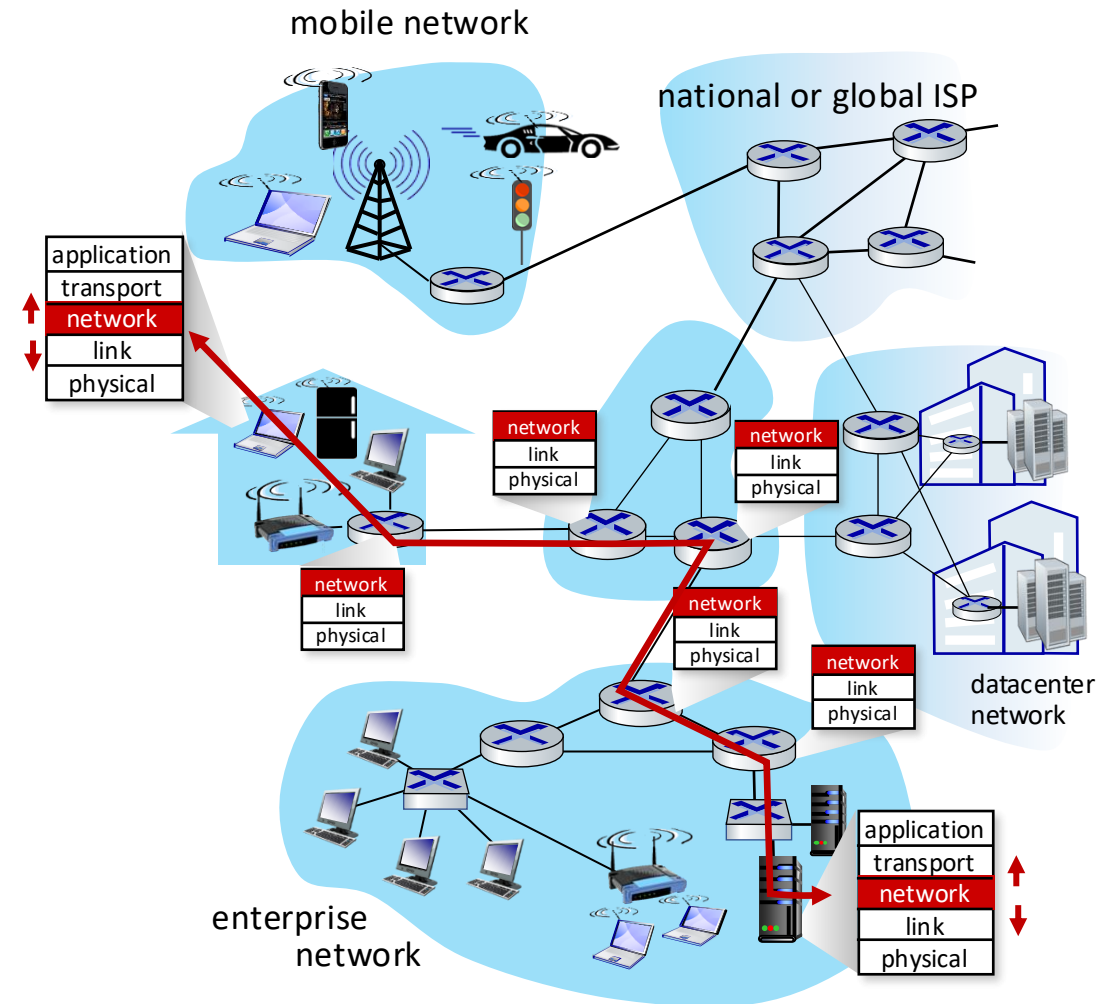 mobile network
national or global ISP
application
transport
network
link
physical
network
link
physical
network
link
physical
network
link
physical
network
link
physical
network
link
physical
datacenter
network
application
transport
network
link
physical
enterprise
network